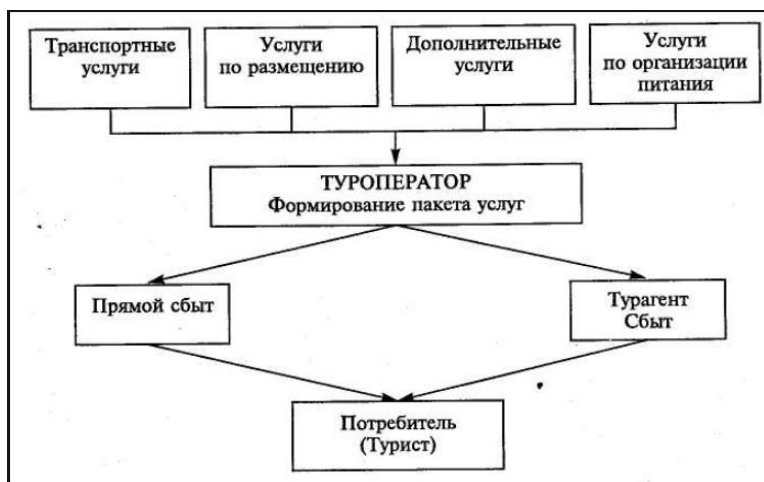 Транспортные
услуги
Услуги
по размещению
Дополнительные
услуги
Услуги
по организации
питания
ТУРОПЕРАТОР
Формирование пакета услуг
Прямой сбыт
Турагент
Сбыт
Потребитель
(Турист)